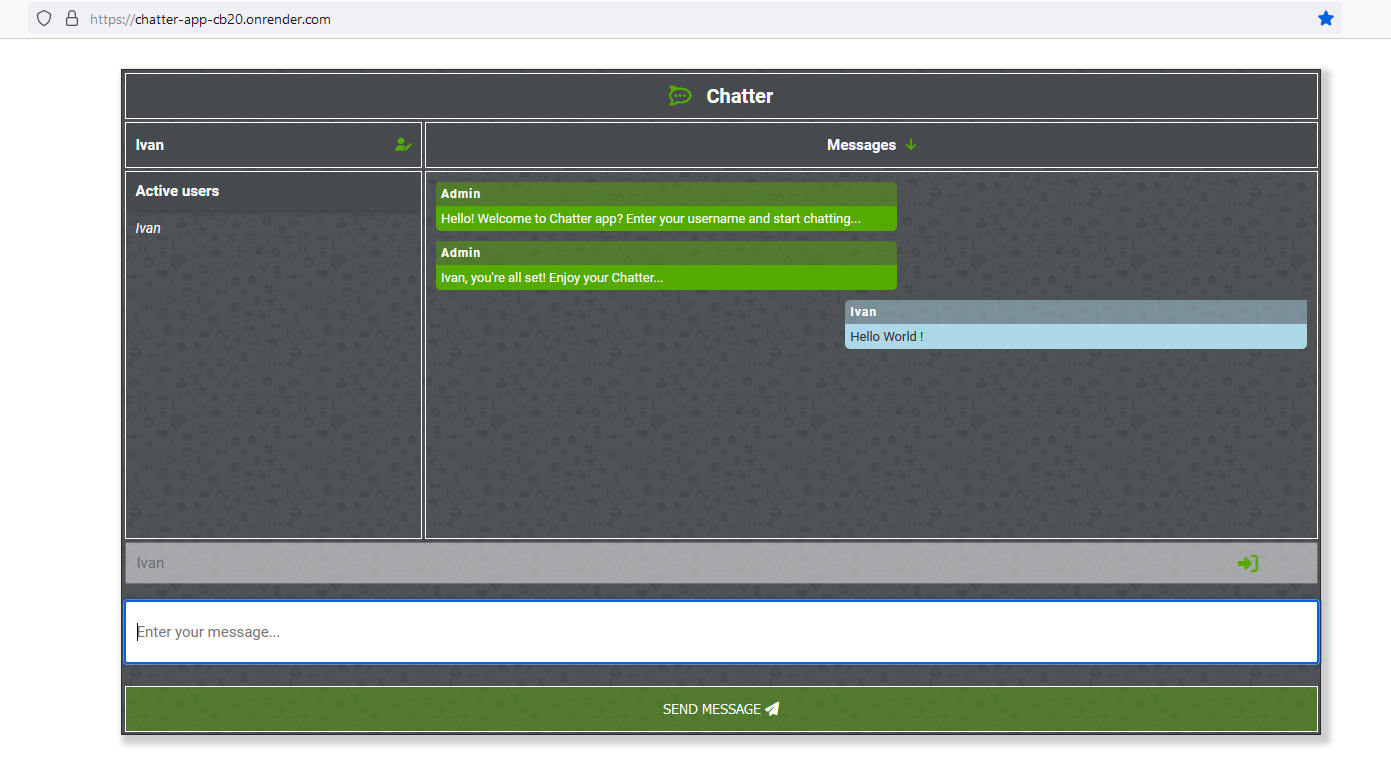 https://chatter-app-cb20.onrender.com
Chatter
Ivan
Messages
Active users
Ivan
Admin
Hello! Welcome to Chatter app? Enter your username and start chatting...
Admin
Ivan, you're all set! Enjoy your Chatter...
Ivan
Hello World !
Ivan
Enter your message...
SEND MESSAGE